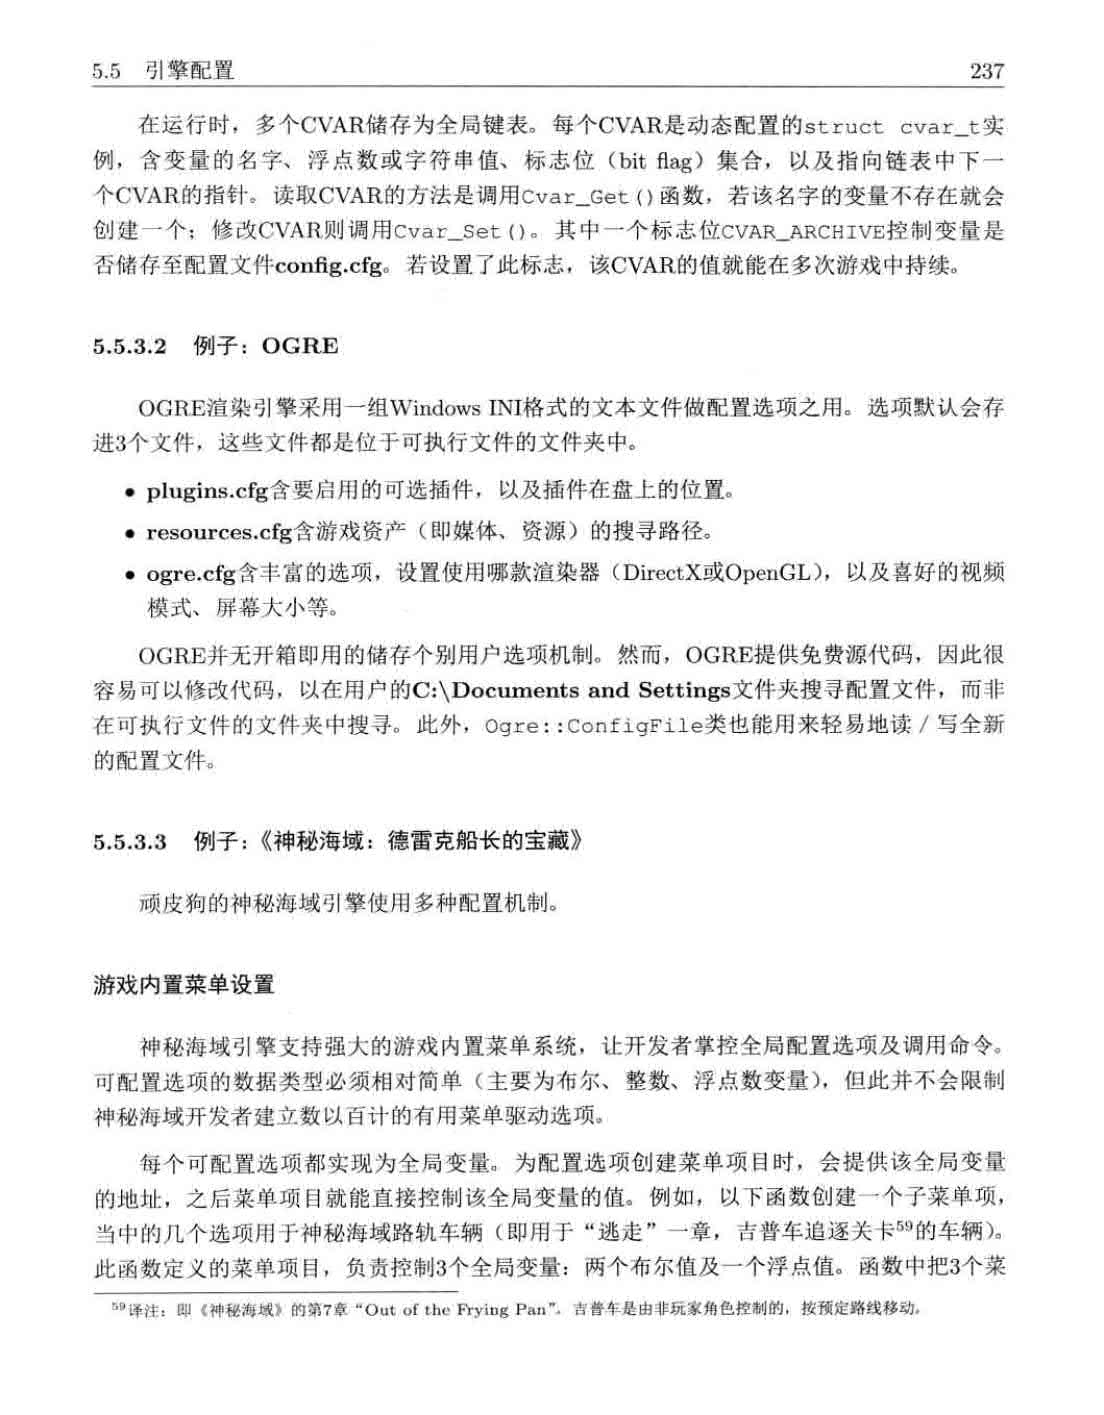 5.5 引擎配置 237
在运行时，多个CVAR储存为全局键表。每个CVAR是动态配置的struct cvar_t实
例，含变量的名字、浮点数或字符串值、标志位（bit flag）集合，以及指向链表中下一
个CVAR的指针。读取CVAR的方法是调用Cvar_Get()函数，若该名字的变量不存在就会
创建一个；修改CVAR则调用Cvar_Set()。其中一个标志位CVAR_ARCHIVE控制变量是
否储存至配置文件config.cfg。若设置了此标志，该CVAR的值就能在多次游戏中持续。
5.5.3.2 例子：OGRE
OGRE渲染引擎采用一组Windows INI格式的文本文件做配置选项之用。选项默认会存
进3个文件，这些文件都是位于可执行文件的文件夹中。
• plugins.cfg含要启用的可选插件，以及插件在盘上的位置。
• resources.cfg含游戏资产（即媒体、资源）的搜寻路径。
• ogre.cfg含丰富的选项，设置使用哪款渲染器（DirectX或OpenGL），以及喜好的视频
模式、屏幕大小等。
OGRE并无开箱即用的储存个别用户选项机制。然而，OGRE提供免费源代码，因此很
容易可以修改代码，以在用户的C:\Documents and Settings文件夹搜寻配置文件，而非
在可执行文件的文件夹中搜寻。此外，Ogre::ConfigFile类也能用来轻易地读／写全新
的配置文件。
5.5.3.3 例子：《神秘海域：德雷克船长的宝藏》
顽皮狗的神秘海域引擎使用多种配置机制。
游戏内置菜单设置
神秘海域引擎支持强大的游戏内置菜单系统，让开发者掌控全局配置选项及调用命令。
可配置选项的数据类型必须相对简单（主要为布尔、整数、浮点数变量），但此并不会限制
神秘海域开发者建立数以百计的有用菜单驱动选项。
每个可配置选项都实现为全局变量。为配置选项创建菜单项目时，会提供该全局变量
的地址，之后菜单项目就能直接控制该全局变量的值。例如，以下函数创建一个子菜单项，
当中的几个选项用于神秘海域路轨车辆（即用于“逃走”一章，吉普车追逐关卡59的车辆）。
此函数定义的菜单项目，负责控制3个全局变量：两个布尔值及一个浮点值。函数中把3个菜
59译注：即《神秘海域》的第7章“Out of the Frying Pan”。吉普车是由非玩家角色控制的，按预定路线移动。